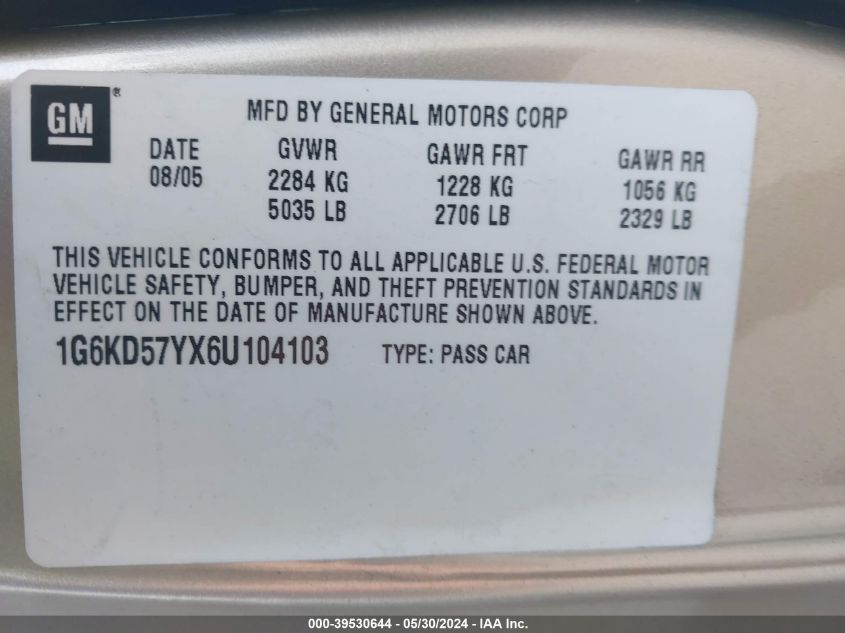 GM®
MFD BY GENERAL MOTORS CORP
DATE GVWR GAWR FRT GAWR RR
08/05 2284 KG 1228 KG 1056 KG
5035 LB 2706 LB 2329 LB
THIS VEHICLE CONFORMS TO ALL APPLICABLE U.S. FEDERAL MOTOR
VEHICLE SAFETY, BUMPER, AND THEFT PREVENTION STANDARDS IN
EFFECT ON THE DATE OF MANUFACTURE SHOWN ABOVE.
1G6KD57YX6U104103 TYPE: PASS CAR
000-39530644 - 05/30/2024 - IAA Inc.